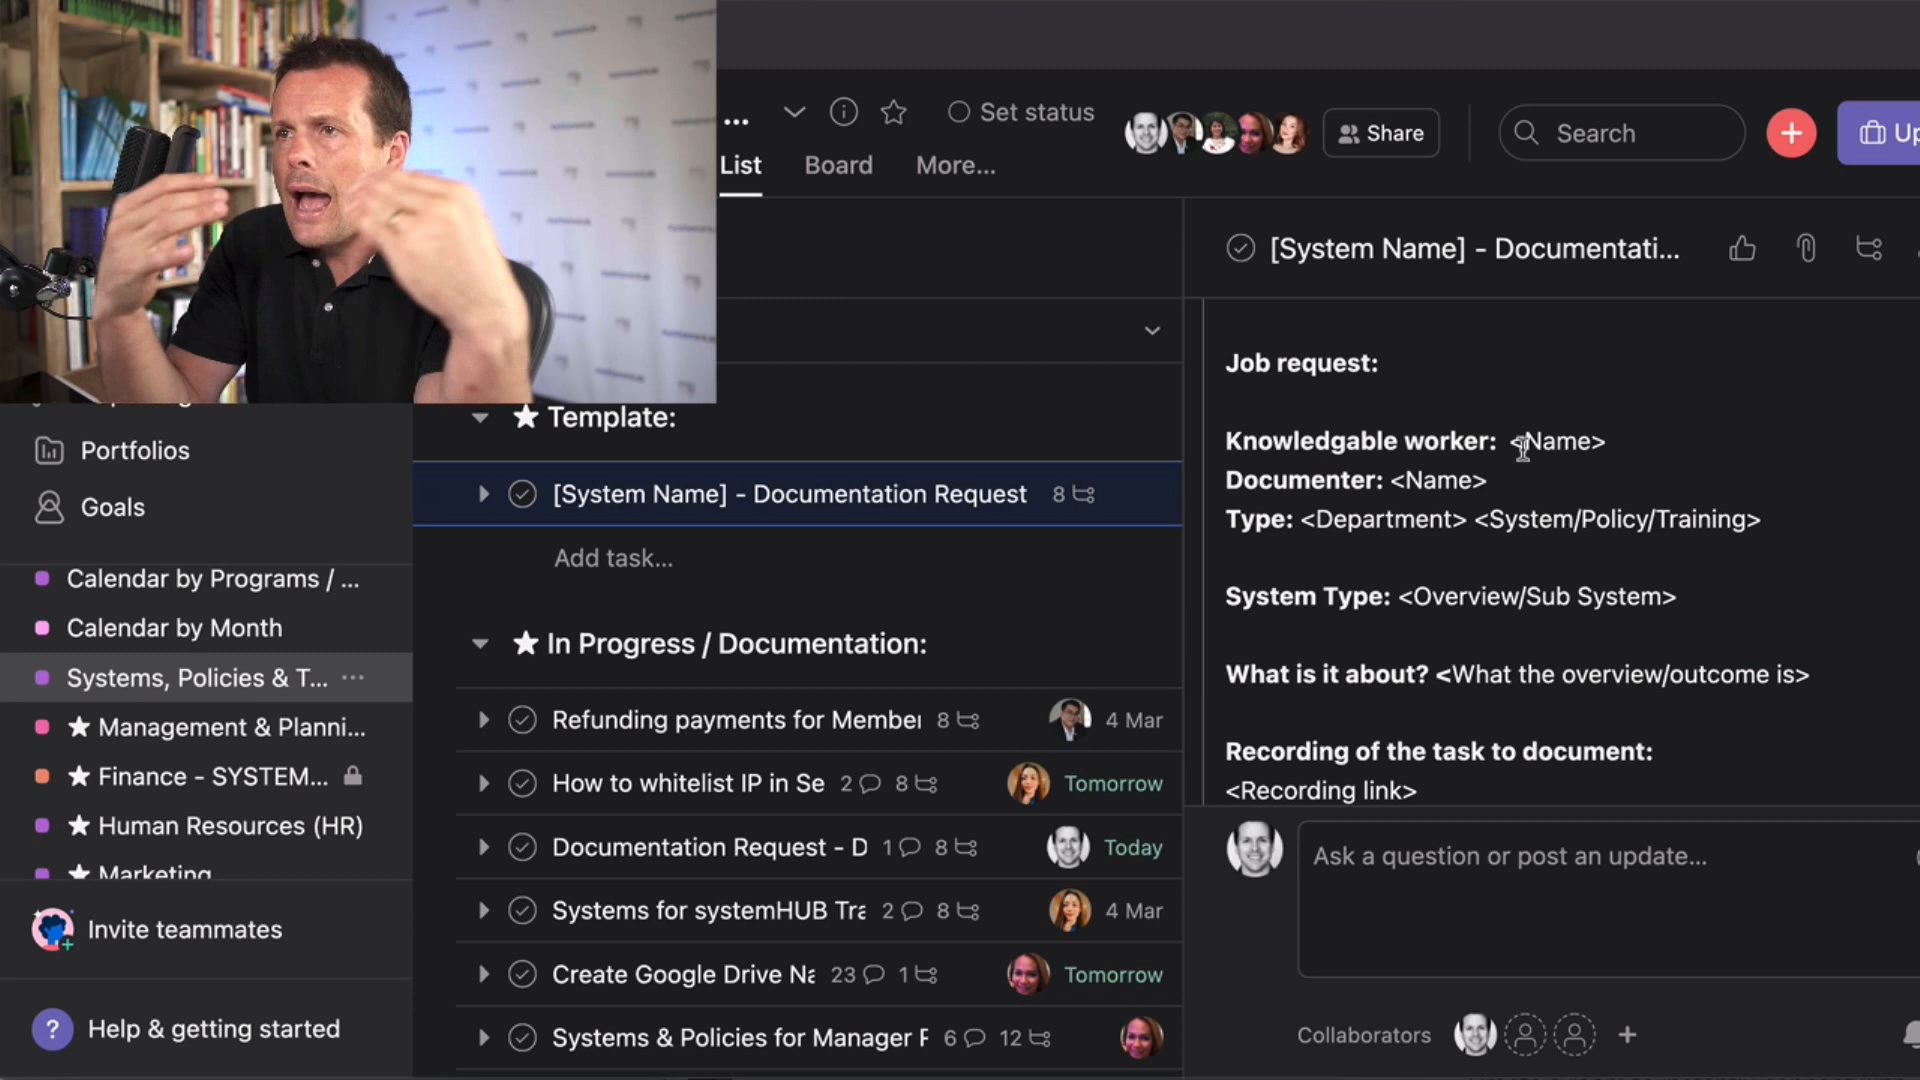 ...
Set status
Share
Search
Up
List
Board
More...
[System Name] - Documentati...
Job request:
Knowledgable worker: <Name>
Documenter: <Name>
Type: <Department> <System/Policy/Training>
System Type: <Overview/Sub System>
What is it about? <What the overview/outcome is>
Recording of the task to document:
<Recording link>
Ask a question or post an update...
Collaborators
+
Template:
[System Name] - Documentation Request 8
Add task...
In Progress / Documentation:
Refunding payments for Member 8 4 Mar
How to whitelist IP in Se 2 8 Tomorrow
Documentation Request - D 1 8 Today
Systems for systemHUB Tra 2 8 4 Mar
Create Google Drive Na 23 1 Tomorrow
Systems & Policies for Manager F 6 12
Portfolios
Goals
Calendar by Programs / ...
Calendar by Month
Systems, Policies & T... ...
Management & Planni...
Finance - SYSTEM...
Human Resources (HR)
Marketing
Invite teammates
? Help & getting started